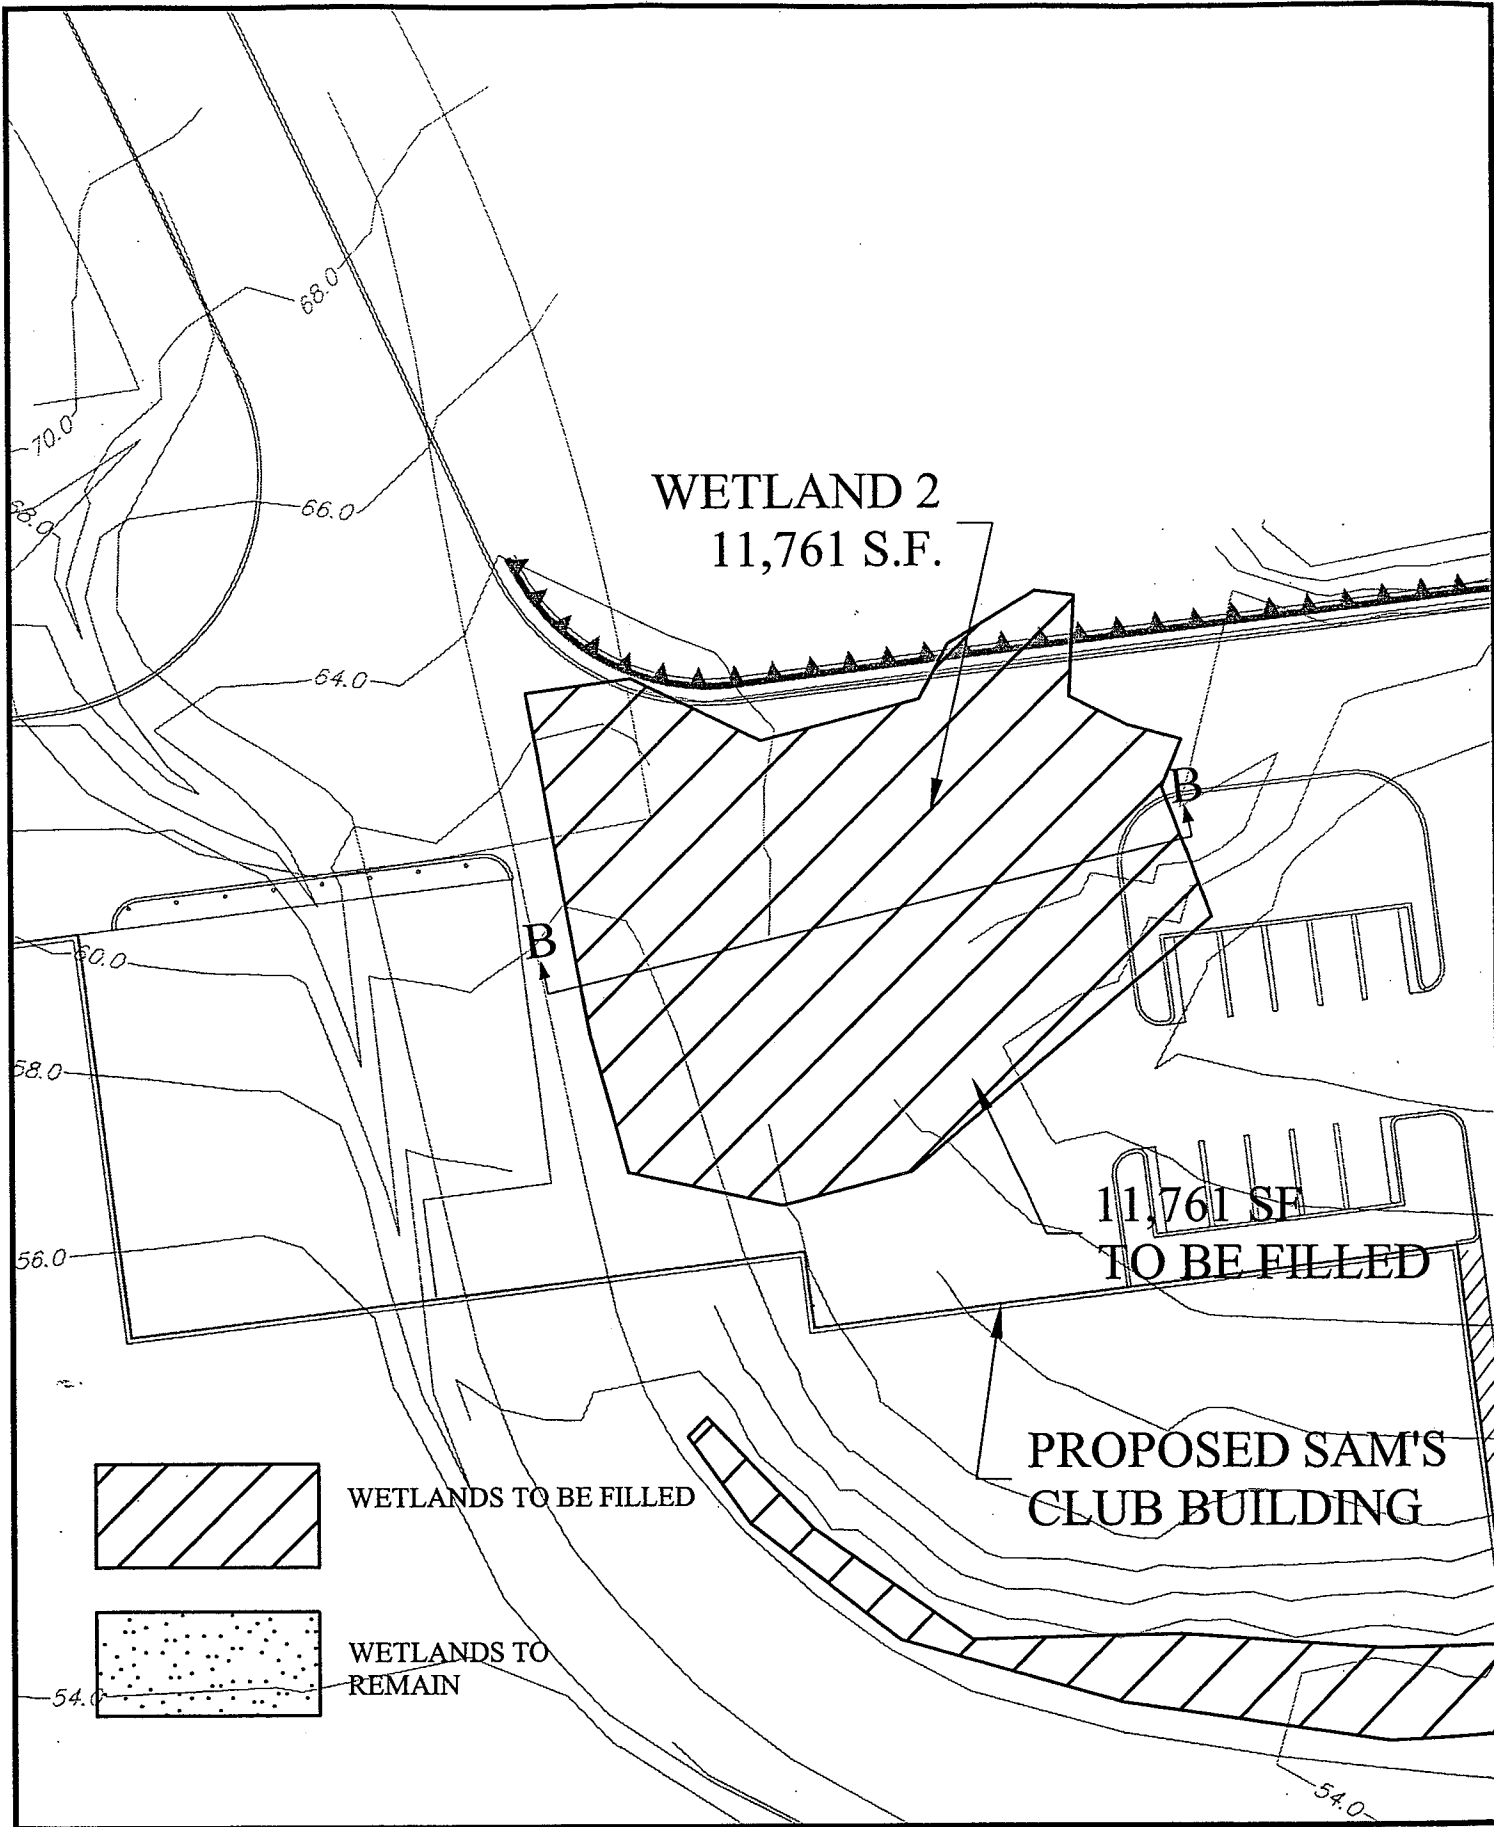 68.0
70.0
68.0
66.0
WETLAND 2
11,761 S.F.
64.0
B
B
60.0
58.0
11,761 SF
TO BE FILLED
56.0
PROPOSED SAM'S
CLUB BUILDING
WETLANDS TO BE FILLED
WETLANDS TO
REMAIN
54.0
54.0